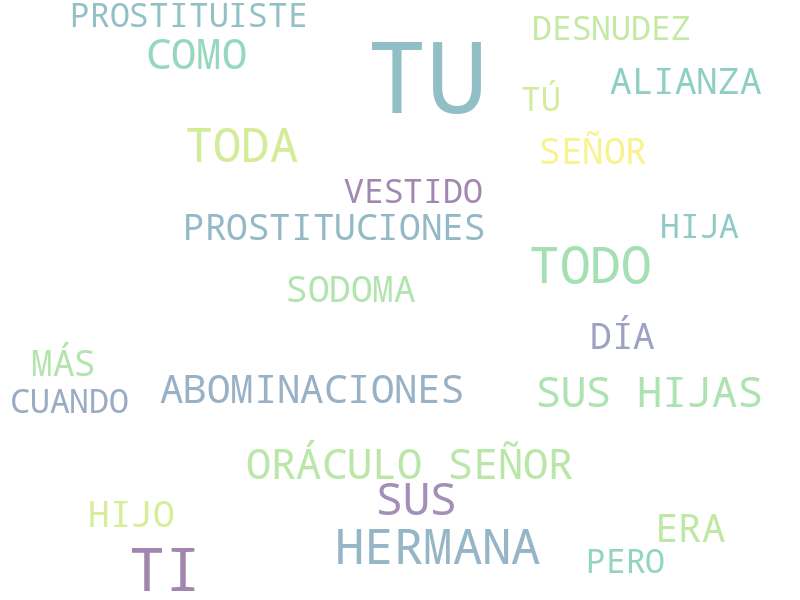 PROSTITUISTE
DESNUDEZ
COMO
TU
ALIANZA
TÚ
TODA
SEÑOR
VESTIDO
PROSTITUCIONES
HIJA
TODO
SODOMA
DÍA
MÁS
ABOMINACIONES
SUS HIJAS
CUANDO
ORÁCULO SEÑOR
SUS
HIJO
ERA
HERMANA
PERO
TI